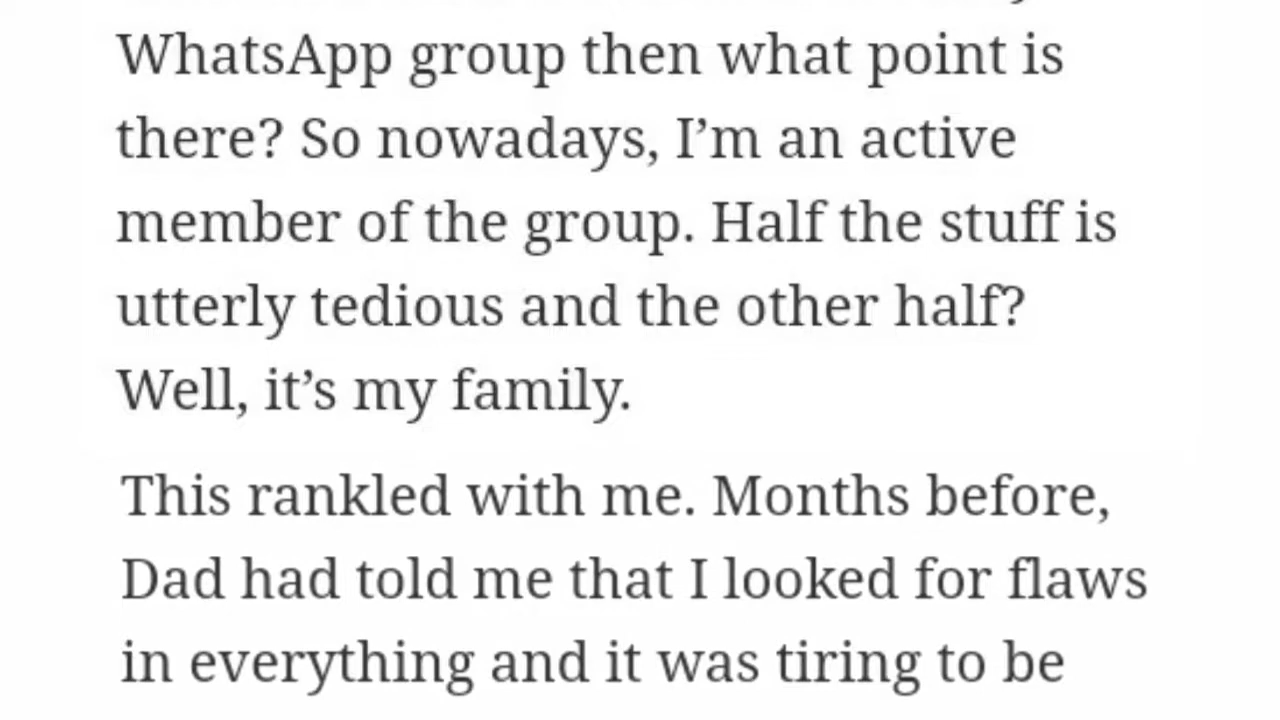 WhatsApp group then what point is
there? So nowadays, I’m an active
member of the group. Half the stuff is
utterly tedious and the other half?
Well, it’s my family.
This rankled with me. Months before,
Dad had told me that I looked for flaws
in everything and it was tiring to be